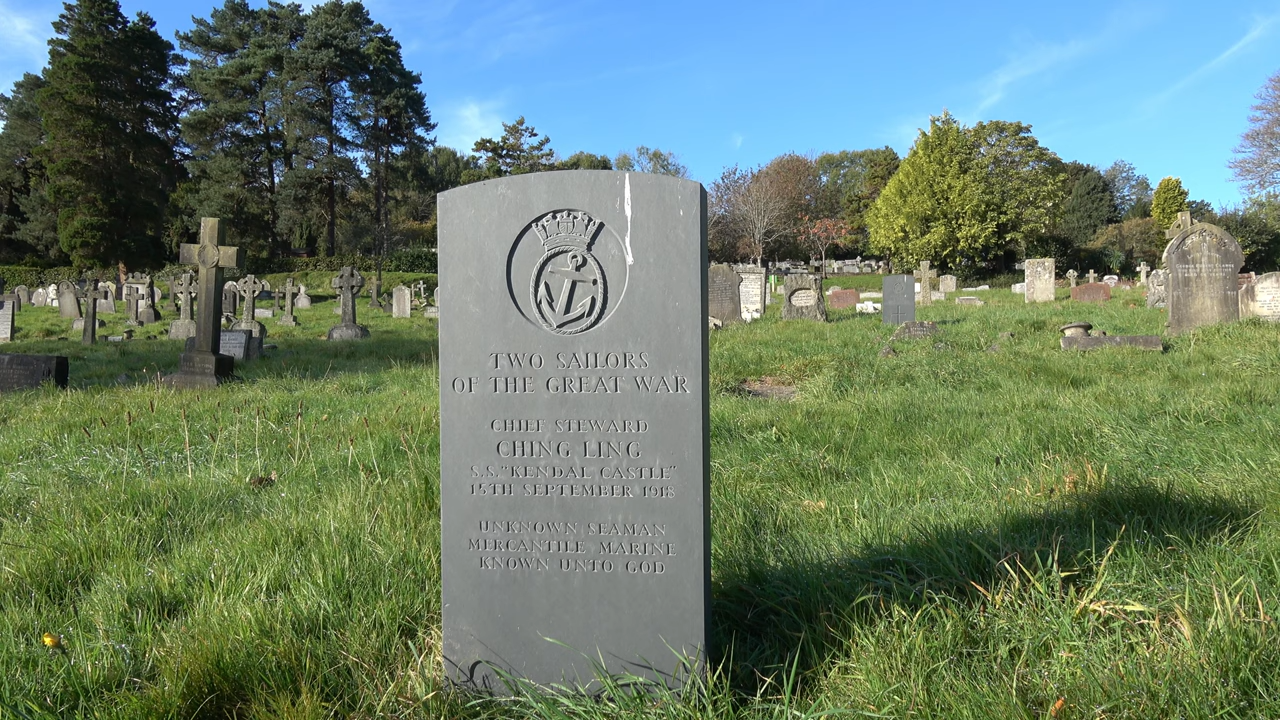 TWO SAILORS
OF THE GREAT WAR
CHIEF STEWARD
CHING LING
S.S. "KENDAL CASTLE"
15TH SEPTEMBER 1918
UNKNOWN SEAMAN
MERCANTILE MARINE
KNOWN UNTO GOD